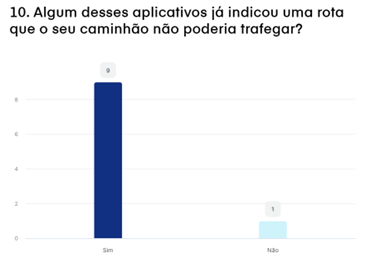 10. Algum desses aplicativos já indicou uma rota
que o seu caminhão não poderia trafegar?
9
8
6
4
2
1
0
Sim
Não